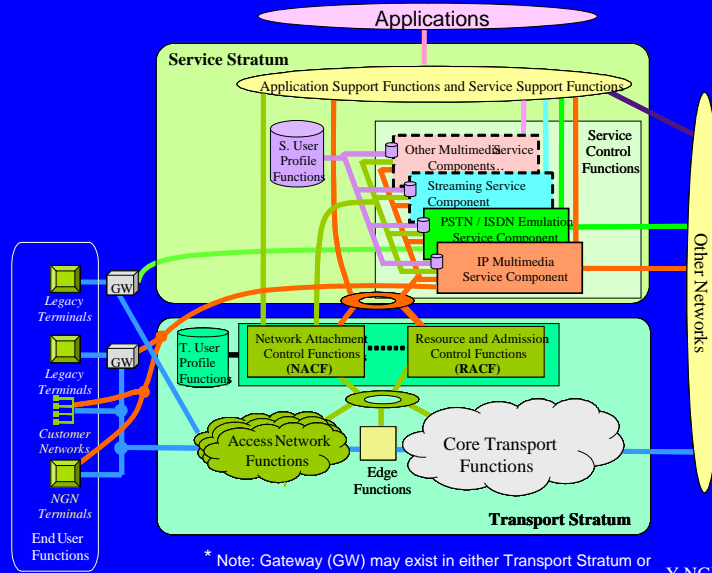 Applications
Service Stratum
Application Support Functions and Service Support Functions
S. User
Profile
Functions
Service
Control
Functions
Other Multimedia Service
Components..
Streaming Service
Component
PSTN / ISDN Emulation
Service Component
IP Multimedia
Service Component
Other Networks
GW
Legacy
Terminals
GW
Legacy
Terminals
Customer
Networks
NGN
Terminals
End User
Functions
T. User
Profile
Functions
Network Attachment
Control Functions
(NACF)
Resource and Admission
Control Functions
(RACF)
Access Network
Functions
Edge
Functions
Core Transport
Functions
Transport Stratum
* Note: Gateway (GW) may exist in either Transport Stratum or